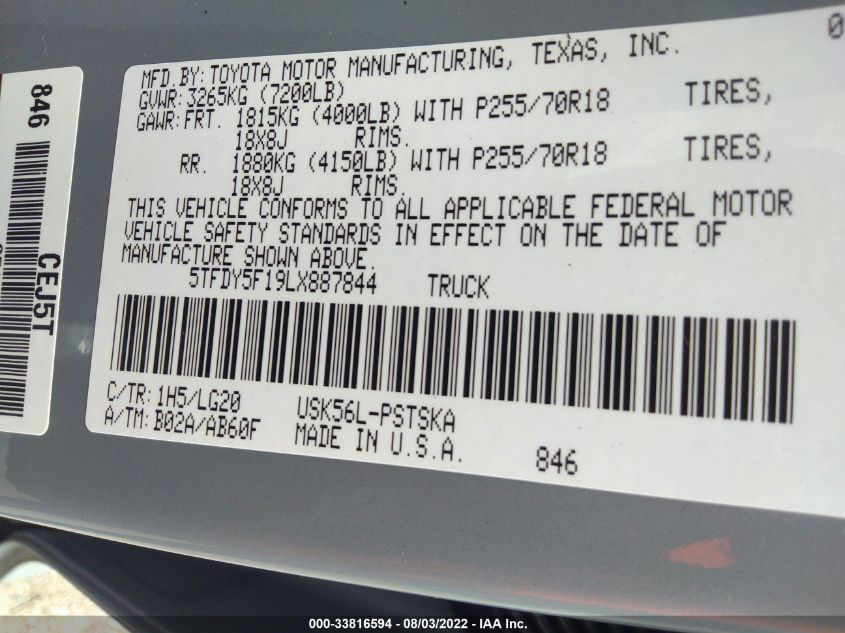 846
CEJ5T
0
MFD.BY:TOYOTA MOTOR MANUFACTURING, TEXAS, INC.
GVWR:3265KG (7200LB)
GAWR:FRT. 1815KG (4000LB) WITH P255/70R18 TIRES,
18X8J RIMS.
RR. 1880KG (4150LB) WITH P255/70R18 TIRES,
18X8J RIMS.
THIS VEHICLE CONFORMS TO ALL APPLICABLE FEDERAL MOTOR
VEHICLE SAFETY STANDARDS IN EFFECT ON THE DATE OF
MANUFACTURE SHOWN ABOVE.
5TFDY5F19LX887844 TRUCK
C/TR: 1H5/LG20 USK56L-PSTSKA
A/TM: B02A/AB60F MADE IN U.S.A. 846
000-33816594 - 08/03/2022 - IAA Inc.